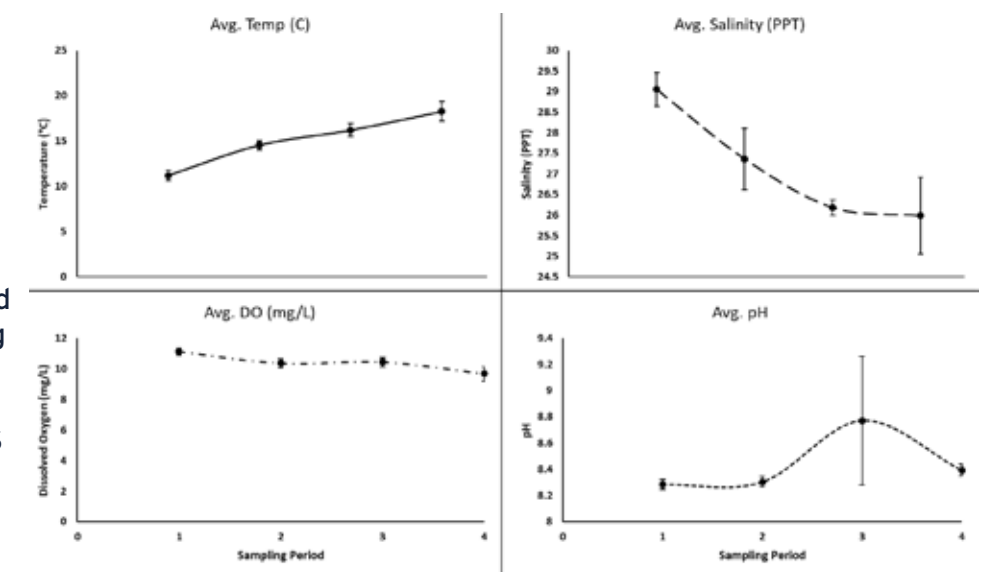 Avg. Temp (C)
25
20
15
10
5
0
Temperature (°C)
Avg. Salinity (PPT)
30
29.5
29
28.5
28
27.5
27
26.5
26
25.5
25
24.5
Salinity (PPT)
d
g
Avg. DO (mg/L)
12
10
8
6
4
2
0
Dissolved Oxygen (mg/L)
0 1 2 3 4
Sampling Period
Avg. pH
9.4
9.2
9
8.8
8.6
8.4
8.2
8
pH
0 1 2 3 4
Sampling Period